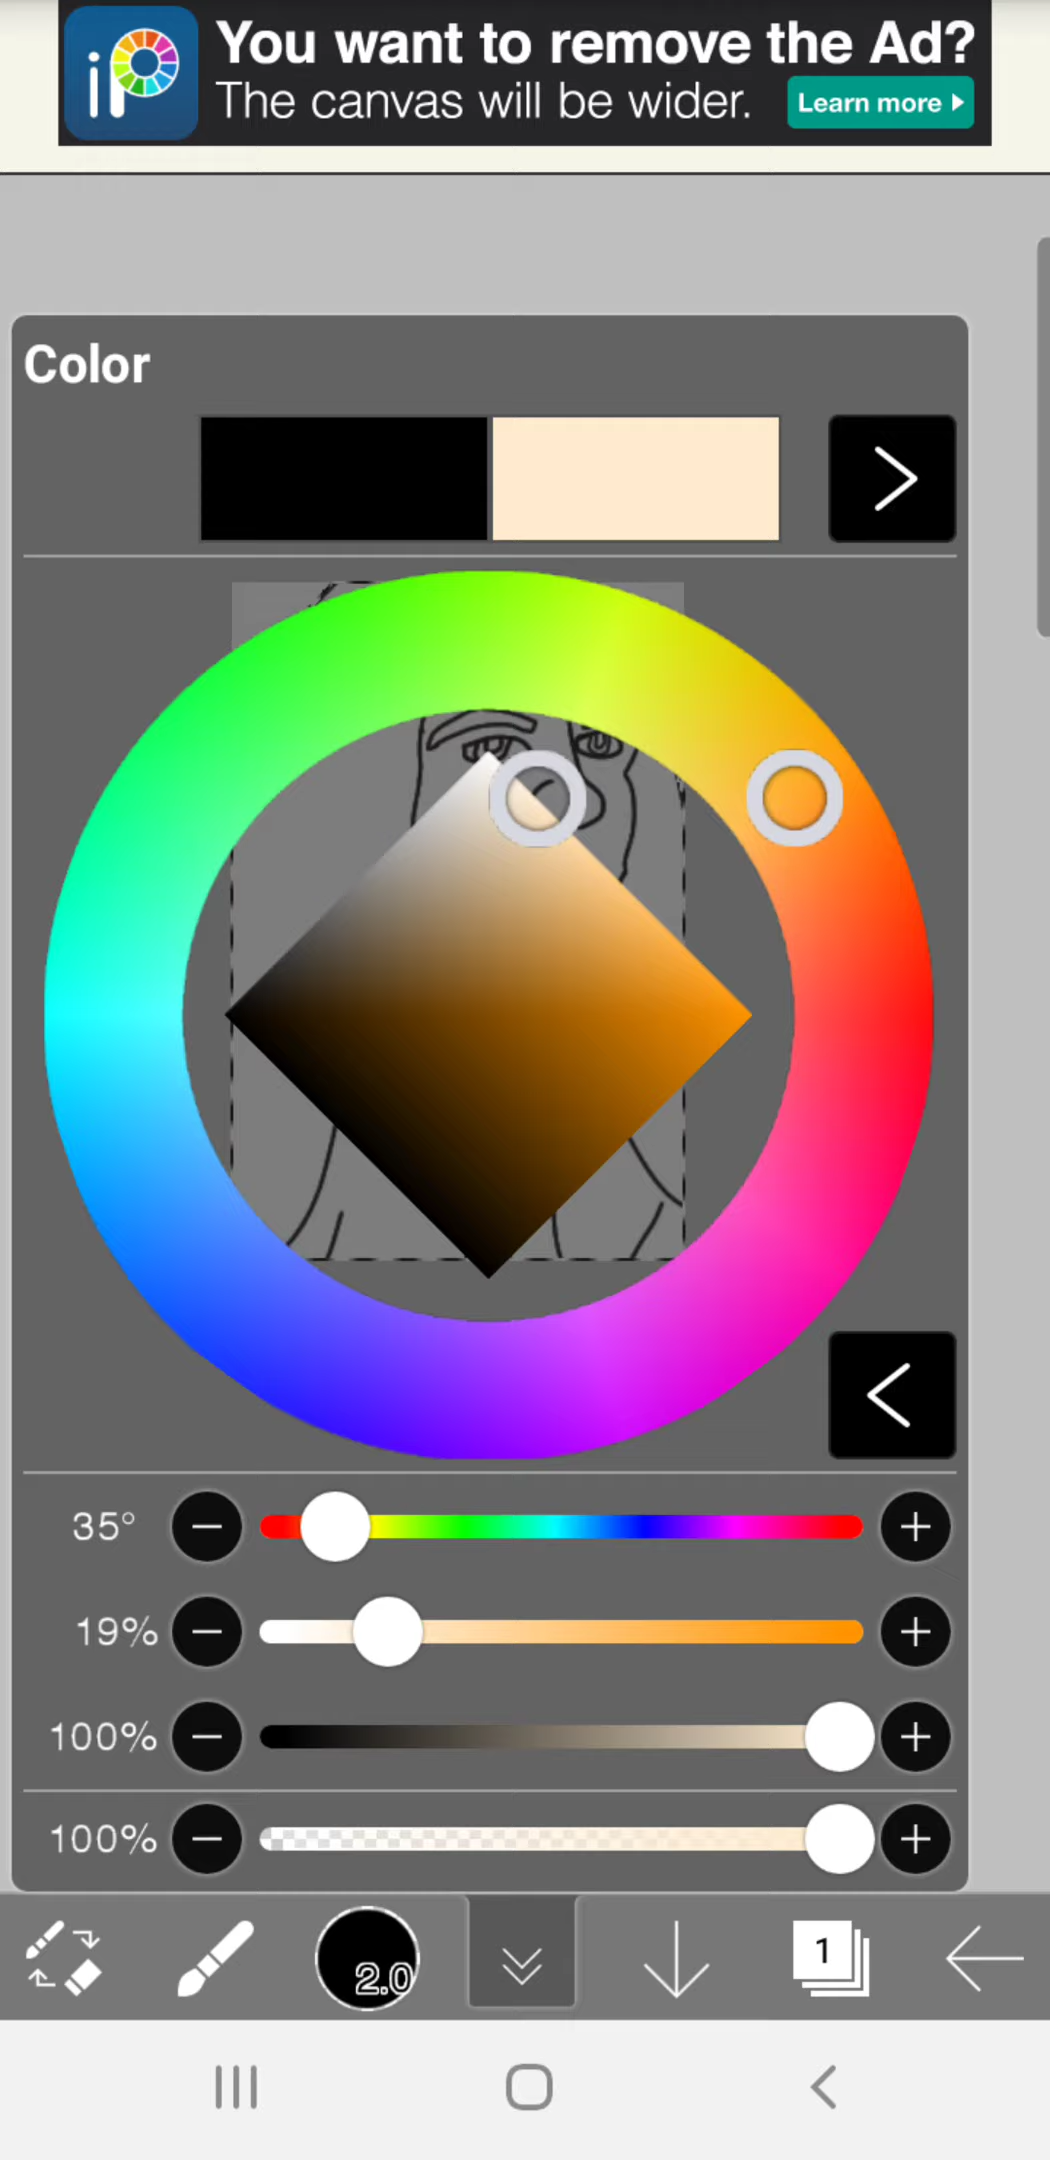 iP
You want to remove the Ad?
The canvas will be wider.
Learn more
Color
35°
19%
100%
100%
2.0
1